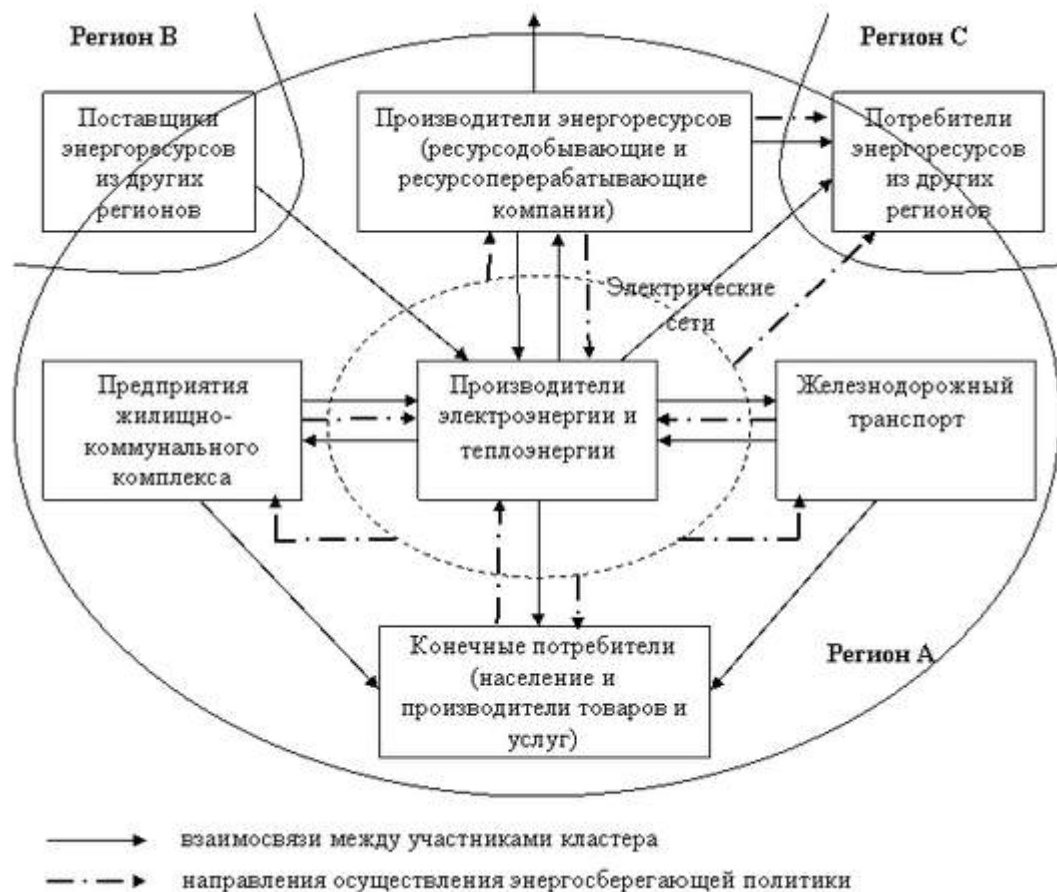 Регион В
Регион С
Поставщики
энергоресурсов
из других
регионов
Производители энергоресурсов
(ресурсодобывающие и
ресурсоперерабатывающие
компании)
Потребители
энергоресурсов
из других
регионов
Электрические
сети
Предприятия
жилищно-
коммунального
комплекса
Производители
электроэнергии и
теплоэнергии
Железнодорожный
транспорт
Конечные потребители
(население и
производители товаров и
услуг)
Регион А
взаимосвязи между участниками кластера
направления осуществления энергосберегающей политики